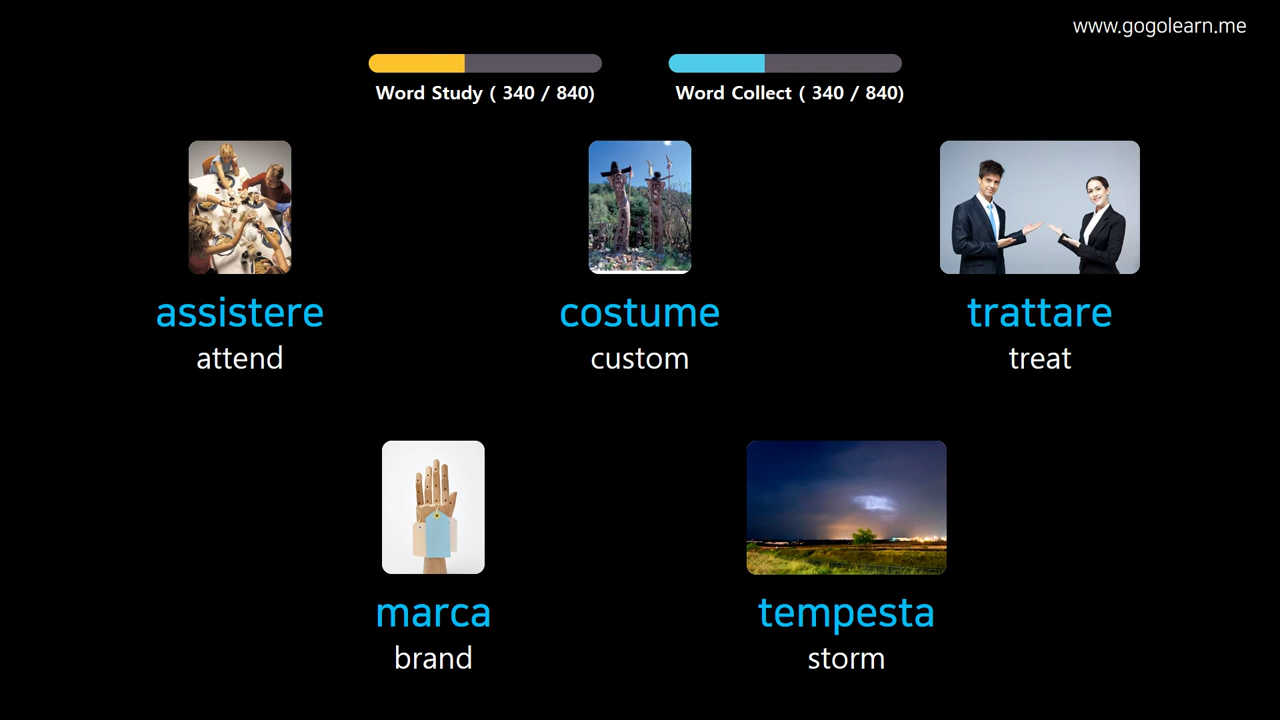 www.gogolearn.me
Word Study ( 340 / 840)
Word Collect ( 340 / 840)
assistere
attend
costume
custom
trattare
treat
marca
brand
tempesta
storm